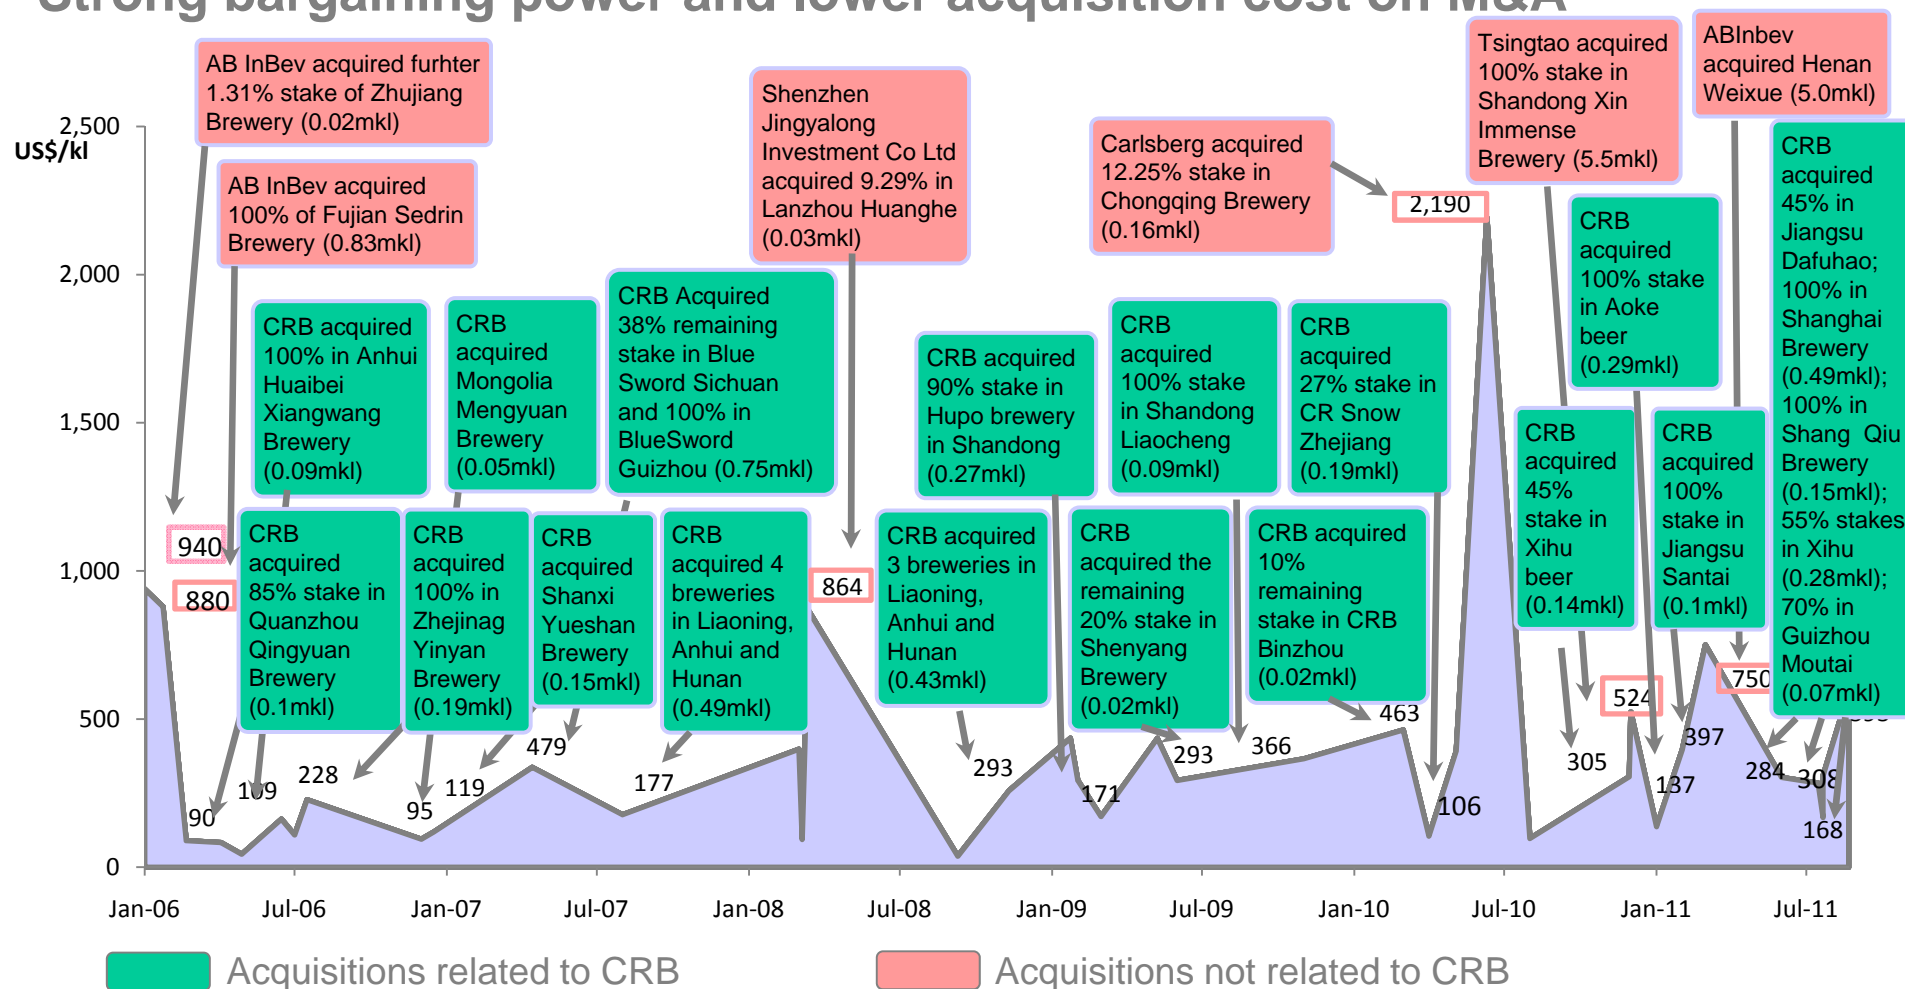 Strong bargaining power and lower acquisition cost on M&A
US$/kl
2,500
2,000
1,500
1,000
500
0
AB InBev acquired furhter
1.31% stake of Zhujiang
Brewery (0.02mkl)
AB InBev acquired
100% of Fujian Sedrin
Brewery (0.83mkl)
Shenzhen
Jingyalong
Investment Co Ltd
acquired 9.29% in
Lanzhou Huanghe
(0.03mkl)
Carlsberg acquired
12.25% stake in
Chongqing Brewery
(0.16mkl)
Tsingtao acquired
100% stake in
Shandong Xin
Immense
Brewery (5.5mkl)
ABInbev
acquired Henan
Weixue (5.0mkl)
CRB acquired
100% in Anhui
Huaibei
Xiangwang
Brewery
(0.09mkl)
CRB
acquired
Mongolia
Mengyuan
Brewery
(0.05mkl)
CRB Acquired
38% remaining
stake in Blue
Sword Sichuan
and 100% in
BlueSword
Guizhou (0.75mkl)
CRB acquired
90% stake in
Hupo brewery
in Shandong
(0.27mkl)
CRB
acquired
100% stake
in Shandong
Liaocheng
(0.09mkl)
CRB
acquired
27% stake in
CR Snow
Zhejiang
(0.19mkl)
CRB
acquired
100% stake
in Aoke
beer
(0.29mkl)
CRB
acquired
45% in
Jiangsu
Dafuhao;
100% in
Shanghai
Brewery
(0.49mkl);
100% in
Shang Qiu
Brewery
(0.15mkl);
55% stakes
in Xihu
(0.28mkl);
70% in
Guizhou
Moutai
(0.07mkl)
CRB
acquired
85% stake in
Quanzhou
Qingyuan
Brewery
(0.1mkl)
CRB
acquired
100% in
Zhejinag
Yinyan
Brewery
(0.19mkl)
CRB
acquired
Shanxi
Yueshan
Brewery
(0.15mkl)
CRB
acquired 4
breweries
in Liaoning,
Anhui and
Hunan
(0.49mkl)
CRB acquired
3 breweries in
Liaoning,
Anhui and
Hunan
(0.43mkl)
CRB
acquired the
remaining
20% stake in
Shenyang
Brewery
(0.02mkl)
CRB acquired
10%
remaining
stake in CRB
Binzhou
(0.02mkl)
CRB
acquired
45%
stake in
Xihu
beer
(0.14mkl)
CRB
acquired
100%
stake in
Jiangsu
Santai
(0.1mkl)
940
880
90
109
228
95
119
479
177
864
293
171
293
366
463
106
2,190
305
524
137
397
750
284
308
168
Jan-06
Jul-06
Jan-07
Jul-07
Jan-08
Jul-08
Jan-09
Jul-09
Jan-10
Jul-10
Jan-11
Jul-11
Acquisitions related to CRB
Acquisitions not related to CRB